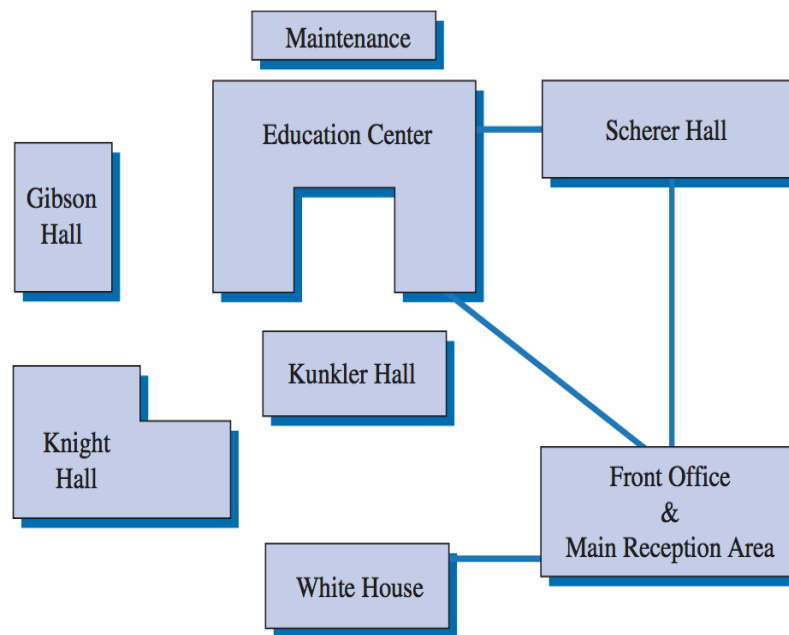 Maintenance
Education Center
Scherer Hall
Gibson
Hall
Kunkler Hall
Knight
Hall
Front Office
&
Main Reception Area
White House